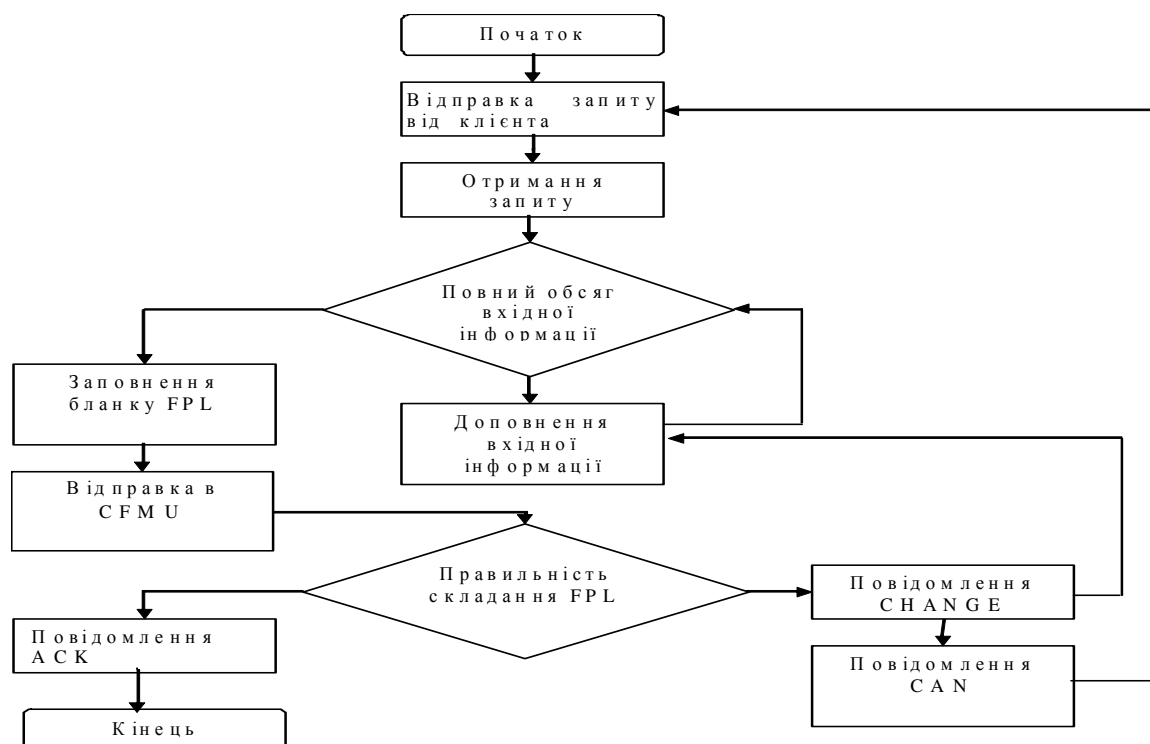 Початок
Відправка запиту
від клієнта
Отримання
запиту
Повний обсяг
вхідної
інформації
Заповнення
бланку FPL
Доповнення
вхідної
інформації
Відправка в
CFMU
Правильність
складання FPL
Повідомлення
CHANGE
Повідомлення
ACK
Повідомлення
CAN
Кінець